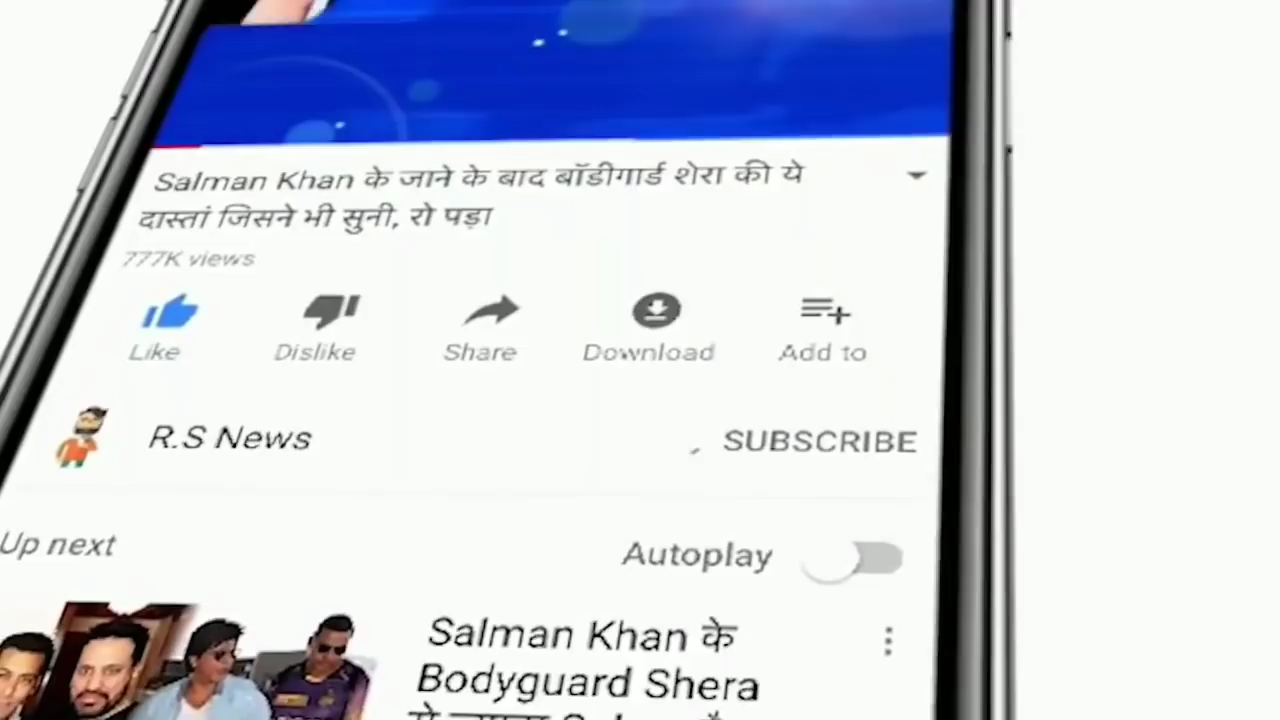 Salman Khan के जाने के बाद बॉडीगार्ड शेरा की ये
दास्तां जिसने भी सुनी, रो पड़ा
777K views
Like Dislike Share Download Add to
R.S News SUBSCRIBE
Up next Autoplay
Salman Khan के
Bodyguard Shera